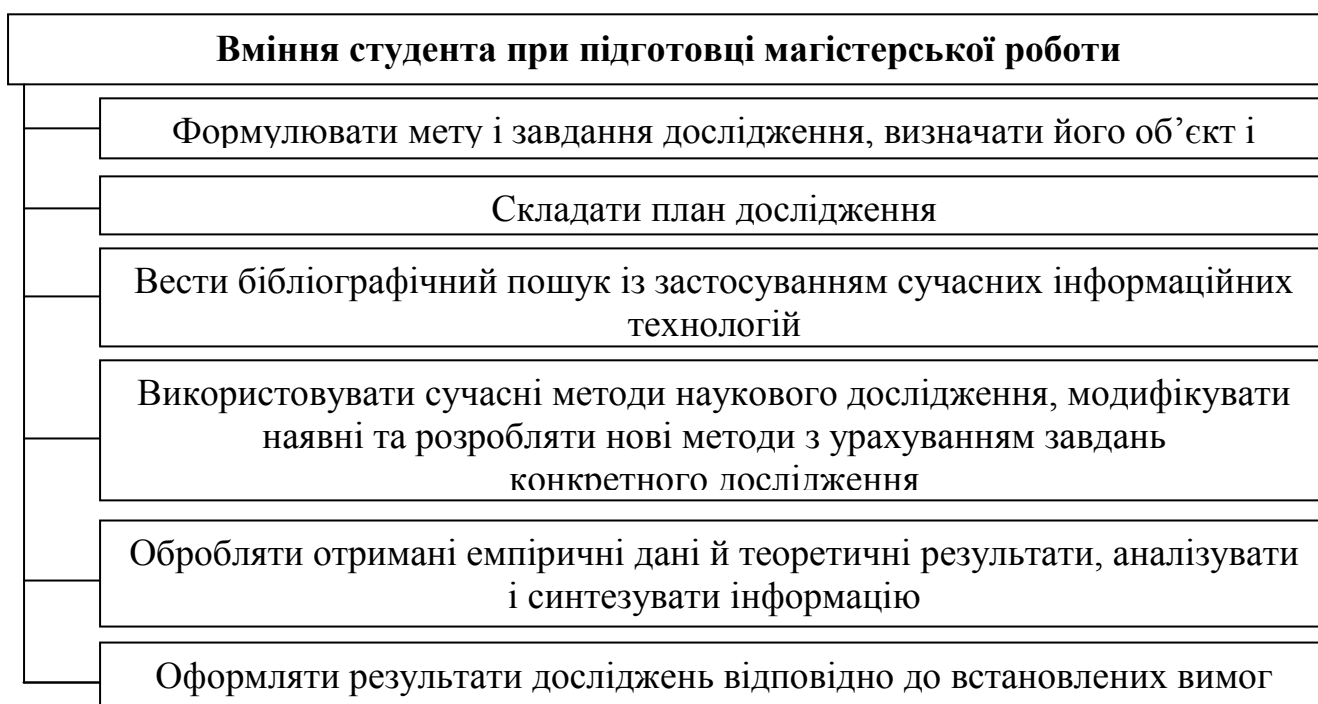 Вміння студента при підготовці магістерської роботи
Формулювати мету і завдання дослідження, визначати його об’єкт і
Складати план дослідження
Вести бібліографічний пошук із застосуванням сучасних інформаційних
технологій
Використовувати сучасні методи наукового дослідження, модифікувати
наявні та розробляти нові методи з урахуванням завдань
конкретного дослідження
Обробляти отримані емпіричні дані й теоретичні результати, аналізувати
і синтезувати інформацію
Оформляти результати досліджень відповідно до встановлених вимог